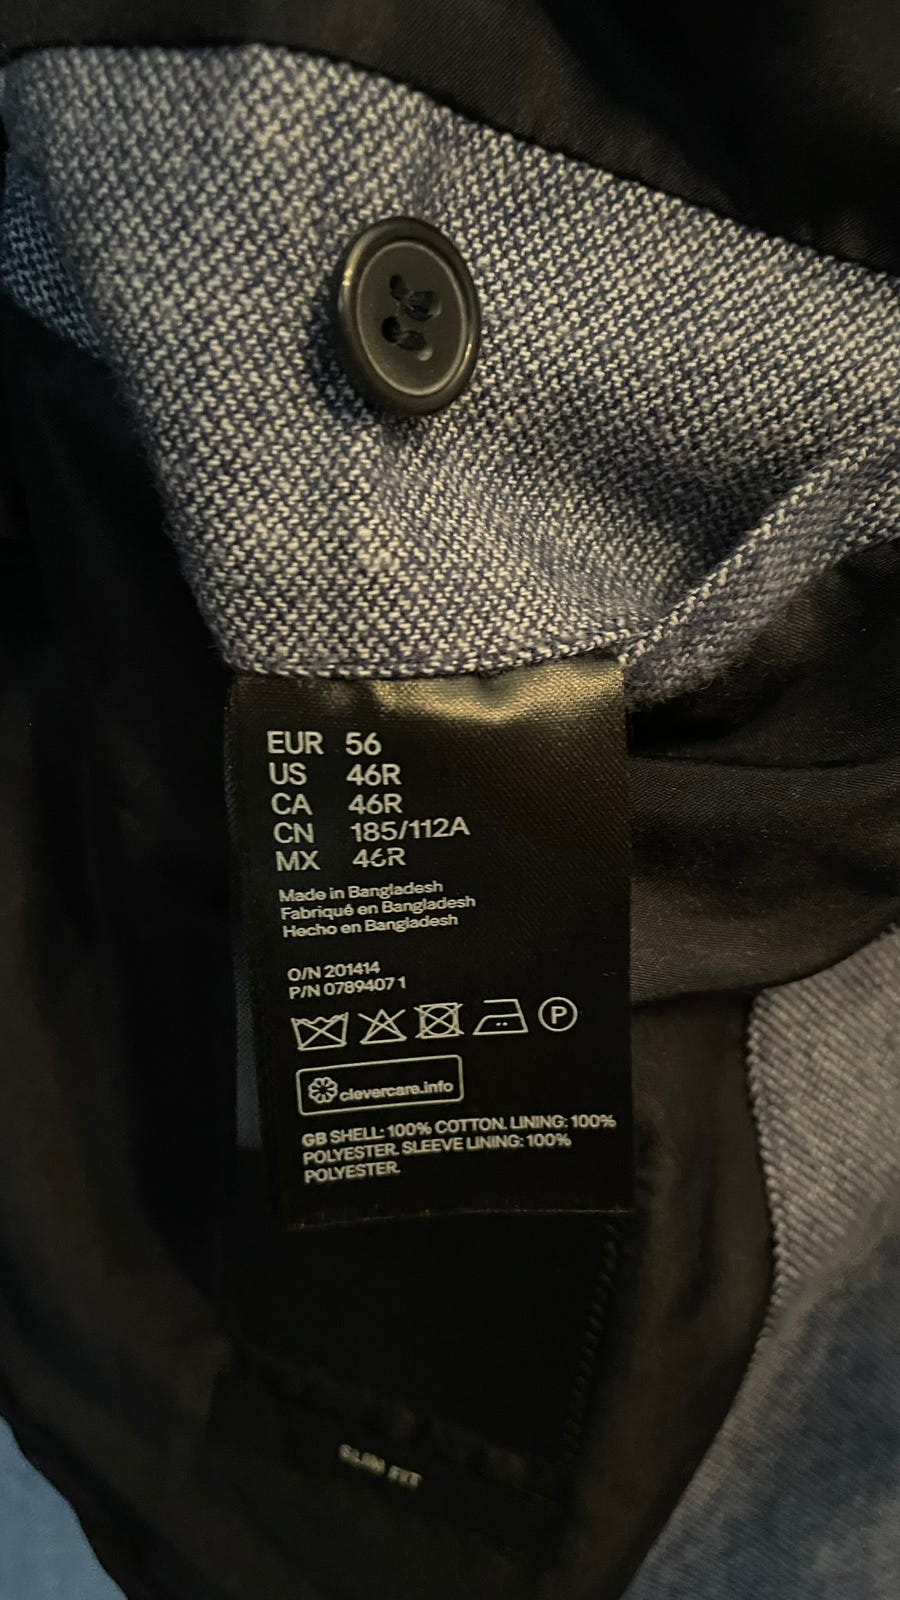 EUR 56
US 46R
CA 46R
CN 185/112A
MX 46R
Made in Bangladesh
Fabriqué en Bangladesh
Hecho en Bangladesh
O/N 201414
P/N 07894071
P
clevercare.info
GB SHELL: 100% COTTON. LINING: 100%
POLYESTER. SLEEVE LINING: 100%
POLYESTER.
SLIM FIT